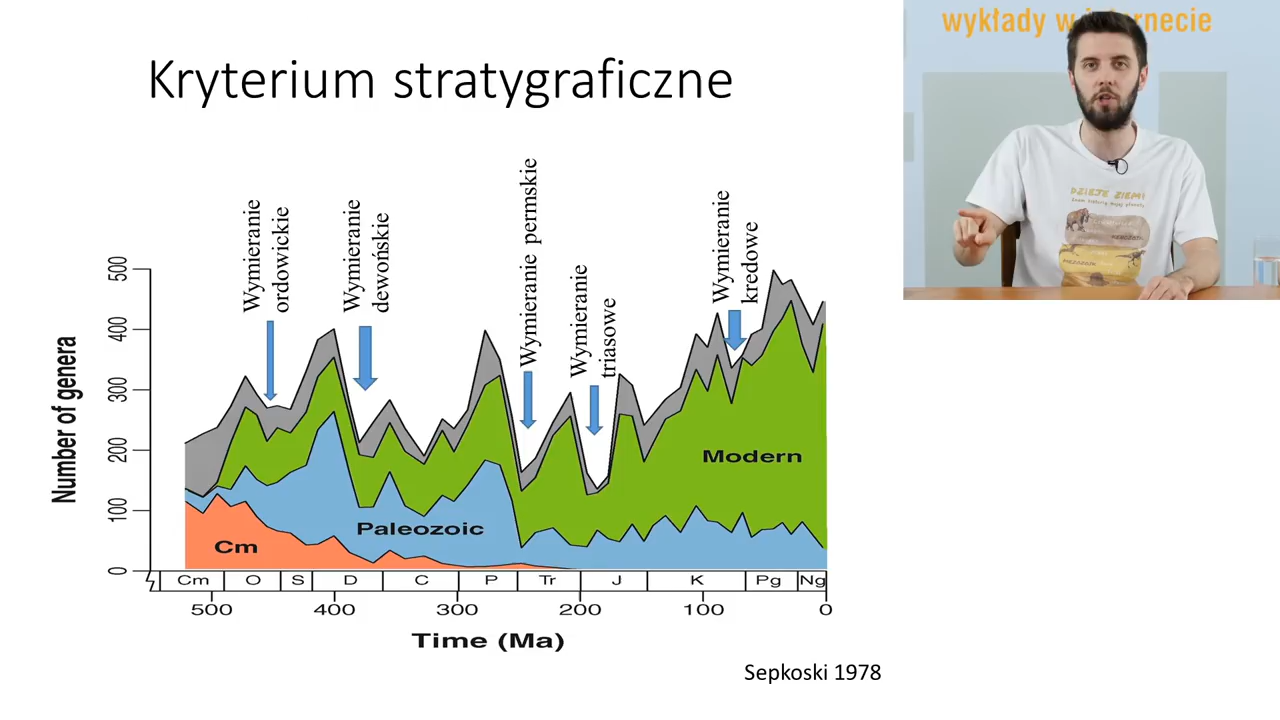 Kryterium stratygraficzne
wykłady w in rnecie
DZIEJE ZIEMI
Wymieranie
ordowickie
Wymieranie
dewońskie
Wymieranie permskie
Wymieranie
triasowe
Wymieranie
kredowe
Number of genera
500
400
300
200
100
0
Modern
Paleozoic
Cm
Cm O S D C P Tr J K Pg Ng
500 400 300 200 100 0
Time (Ma)
Sepkoski 1978